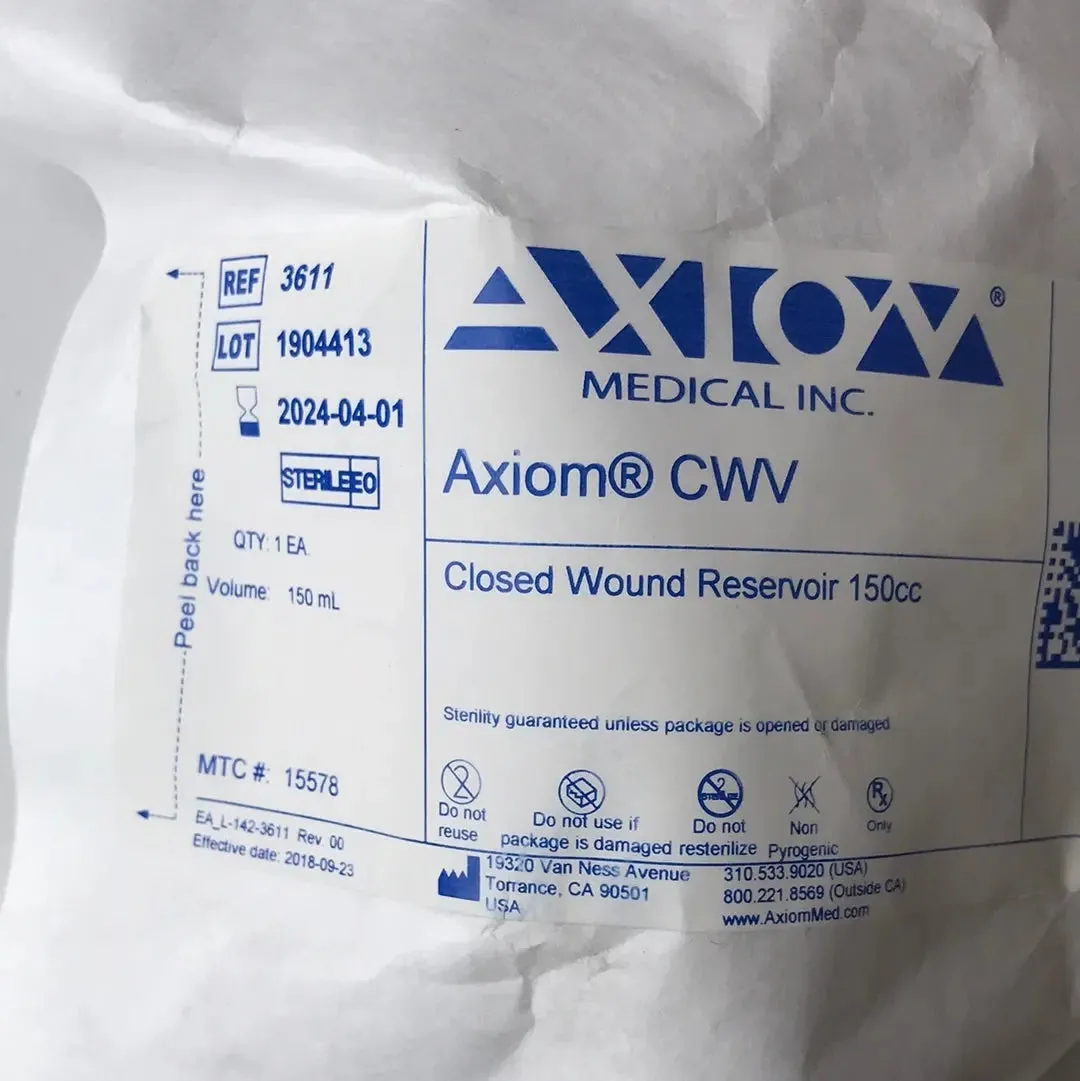 REF 3611
LOT 1904413
2024-04-01
STERILE EO
QTY: 1 EA.
Volume: 150 mL
Peel back here
MTC #: 15578
EA_L-142-3611 Rev 00
Effective date: 2018-09-23
AXIOM®
MEDICAL INC.
Axiom® CWV
Closed Wound Reservoir 150cc
Sterility guaranteed unless package is opened or damaged
2
2
STERILIZE
Rx
Do not
reuse
Do not use if
package is damaged
Do not
resterilize
Non
Pyrogenic
Only
19320 Van Ness Avenue
Torrance, CA 90501
USA
310.533.9020 (USA)
800.221.8569 (Outside CA)
www.AxiomMed.com